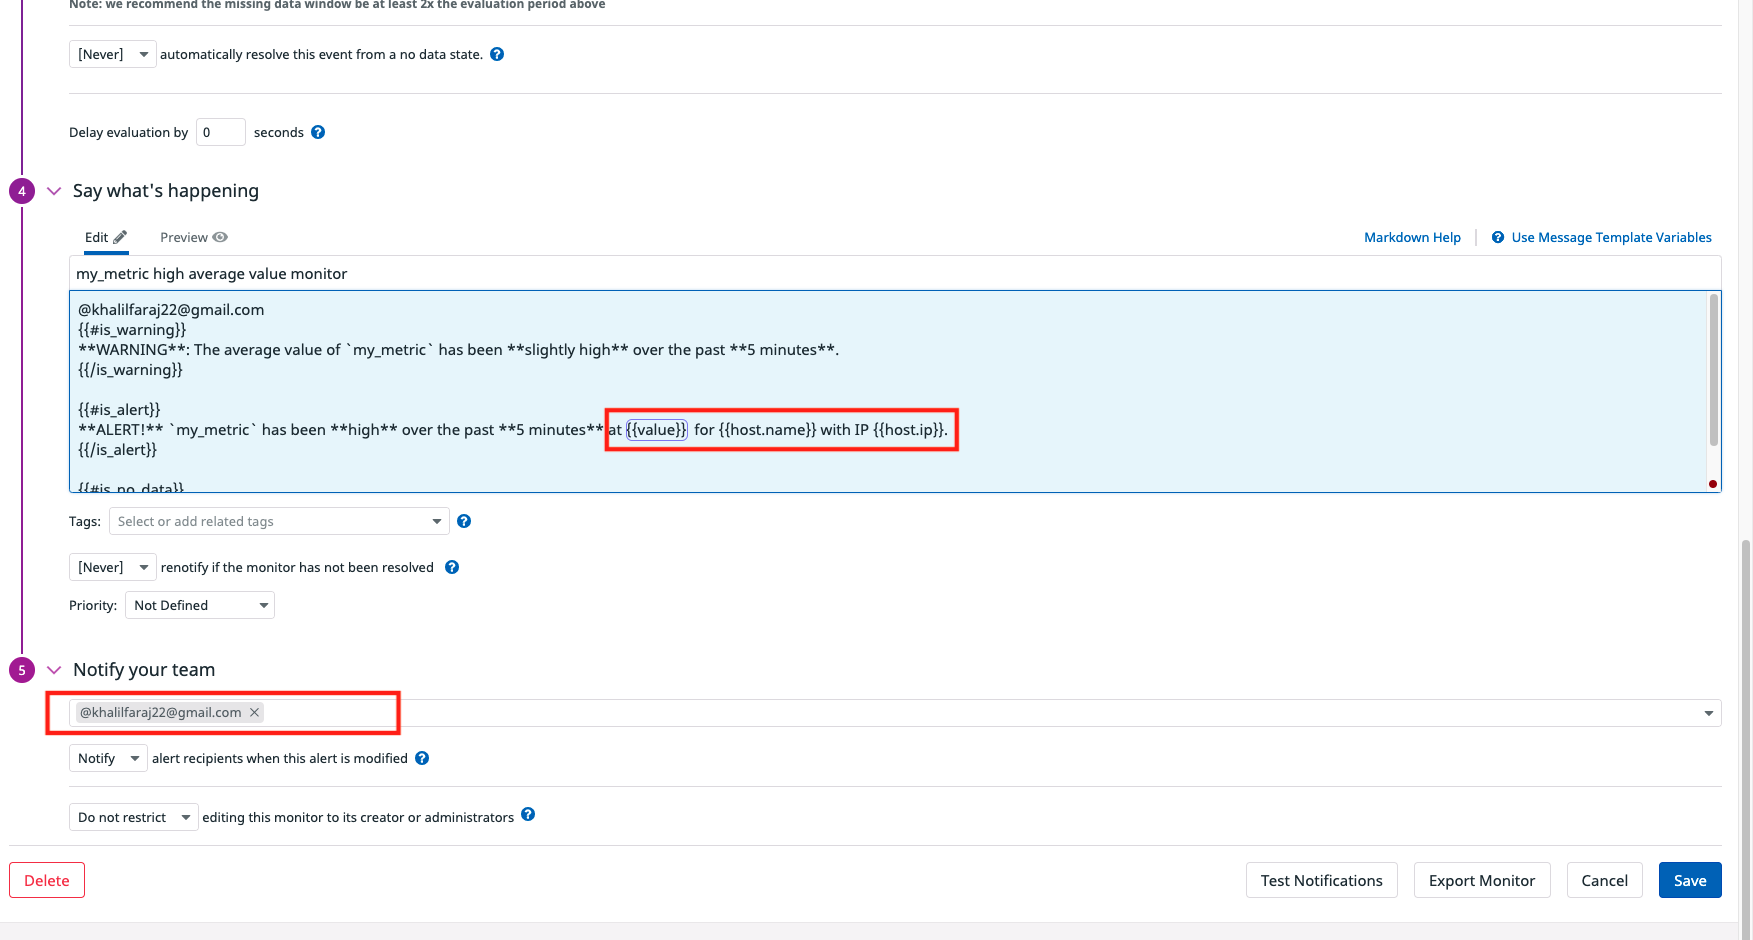 Note: we recommend the missing data window be at least 2x the evaluation period above
[Never] automatically resolve this event from a no data state. ?
Delay evaluation by 0 seconds ?
4 Say what's happening
Edit Preview Markdown Help ? Use Message Template Variables
my_metric high average value monitor
@khalilfaraj22@gmail.com
{{#is_warning}}
**WARNING**: The average value of `my_metric` has been **slightly high** over the past **5 minutes**.
{{/is_warning}}
{{#is_alert}}
**ALERT!** `my_metric` has been **high** over the past **5 minutes** at {{value}} for {{host.name}} with IP {{host.ip}}.
{{/is_alert}}
{{#is_no_data}}
Tags: Select or add related tags ?
[Never] renotify if the monitor has not been resolved ?
Priority: Not Defined
5 Notify your team
@khalilfaraj22@gmail.com ×
Notify alert recipients when this alert is modified ?
Do not restrict editing this monitor to its creator or administrators ?
Delete Test Notifications Export Monitor Cancel Save